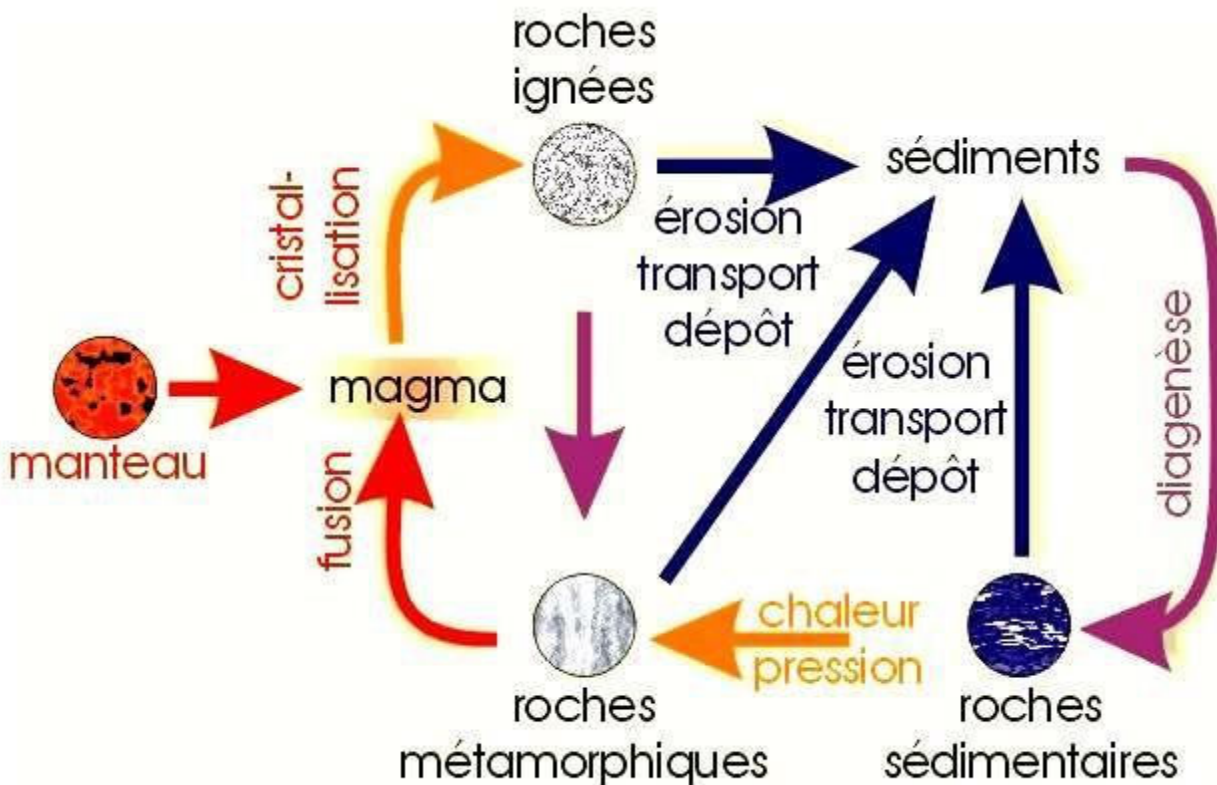 roches
ignées
sédiments
cristal-
lisation
érosion
transport
dépôt
érosion
transport
dépôt
diagenèse
magma
manteau
fusion
chaleur
pression
roches
métamorphiques
roches
sédimentaires